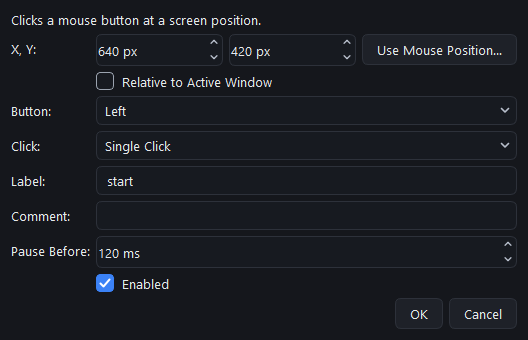 Clicks a mouse button at a screen position.
X, Y: 640 px 420 px Use Mouse Position...
Relative to Active Window
Button: Left
Click: Single Click
Label: start
Comment:
Pause Before: 120 ms
Enabled
OK Cancel